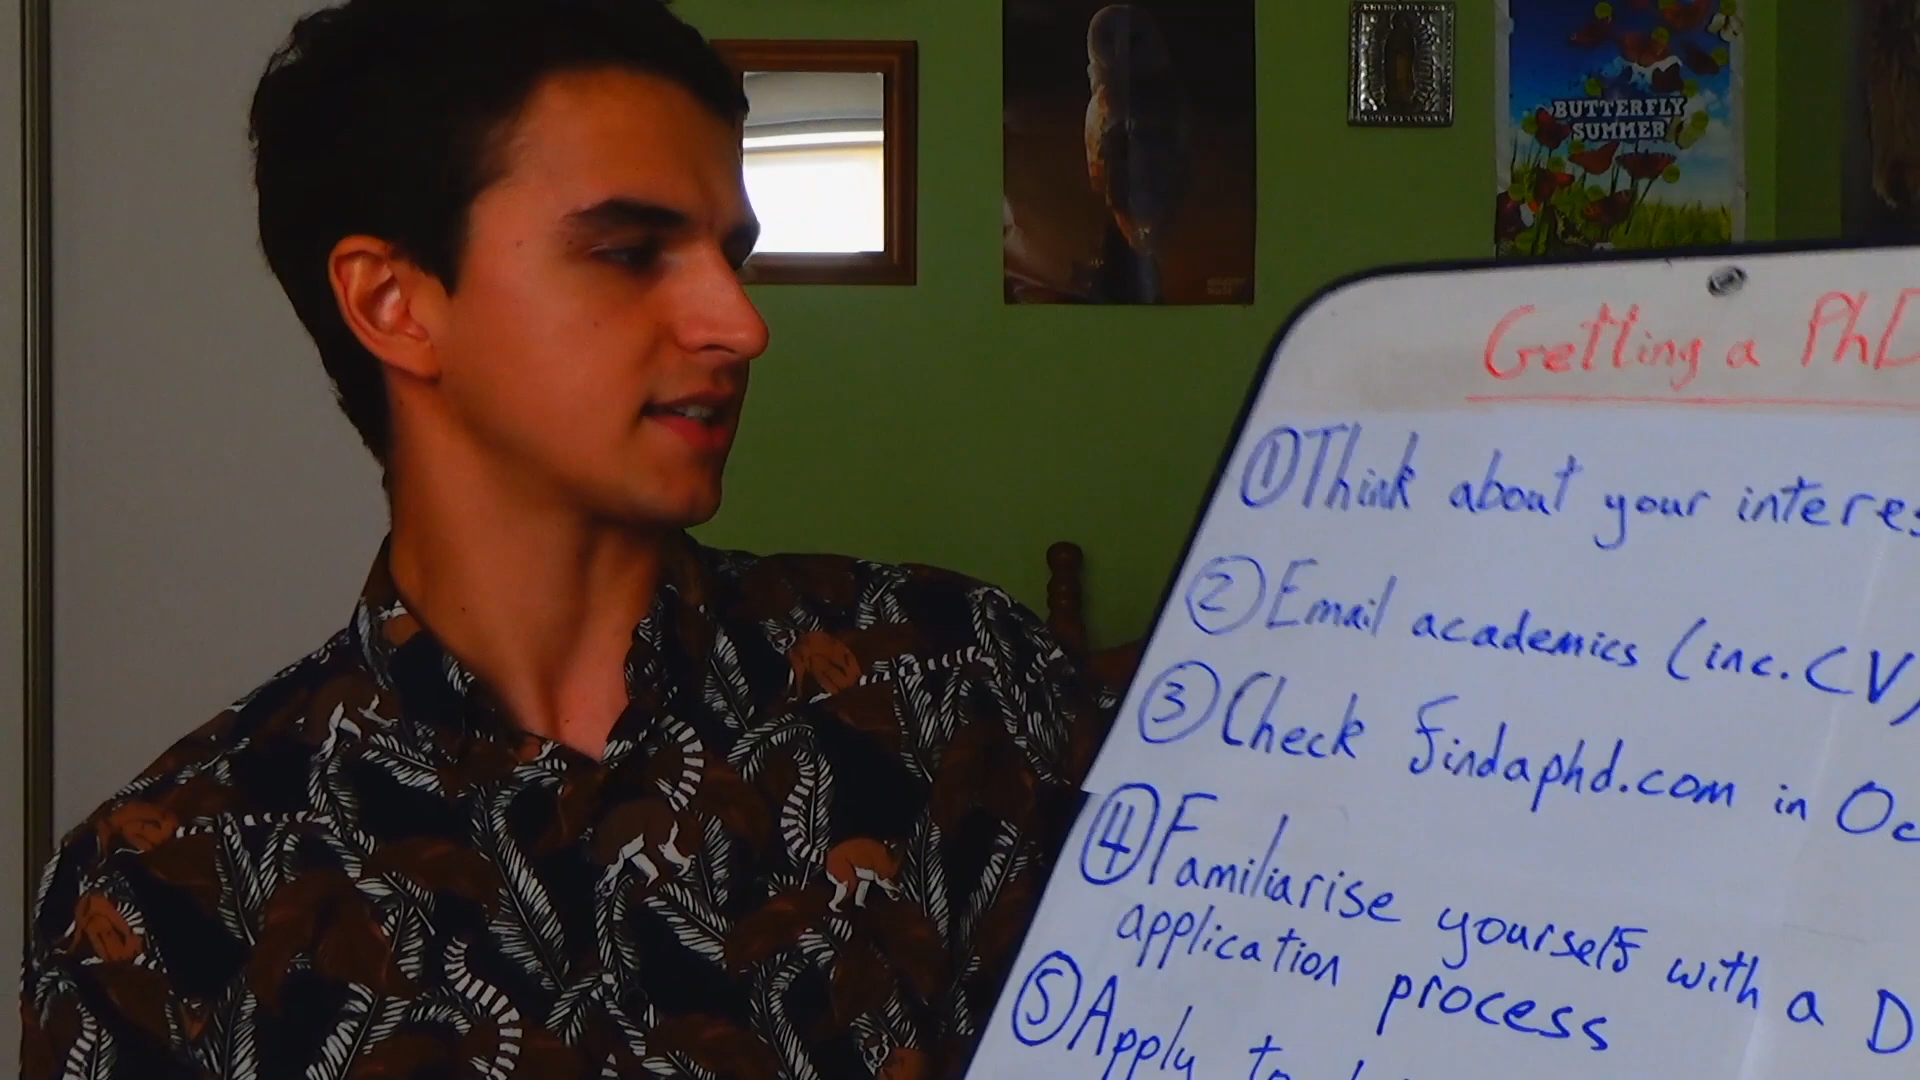 BUTTERFLY
SUMMER
Getting a PhD
①Think about your interes
②Email academics (inc. CV)
③Check findaphd.com in Oc
④Familiarise yourself with a D
application process
⑤Apply to